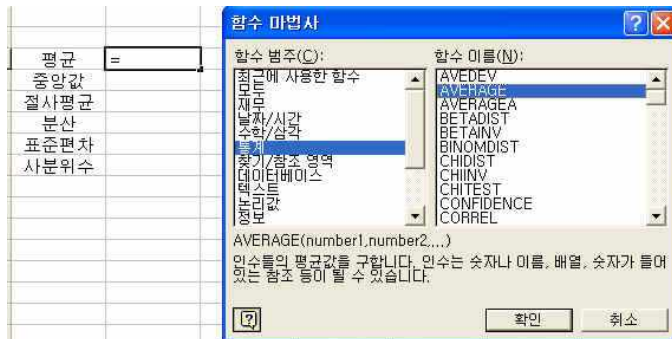 평균 =
중앙값
절사평균
분산
표준편차
사분위수
함수 마법사
함수 범주(C):
최근에 사용한 함수
모두
재무
날짜/시간
수학/삼각
통계
찾기/참조 영역
데이터베이스
텍스트
논리값
정보
함수 이름(N):
AVEDEV
AVERAGE
AVERAGEA
BETADIST
BETAINV
BINOMDIST
CHIDIST
CHIINV
CHITEST
CONFIDENCE
CORREL
AVERAGE(number1,number2,...)
인수들의 평균값을 구합니다. 인수는 숫자나 이름, 배열, 숫자가 들어
있는 참조 등이 될 수 있습니다.
확인
취소